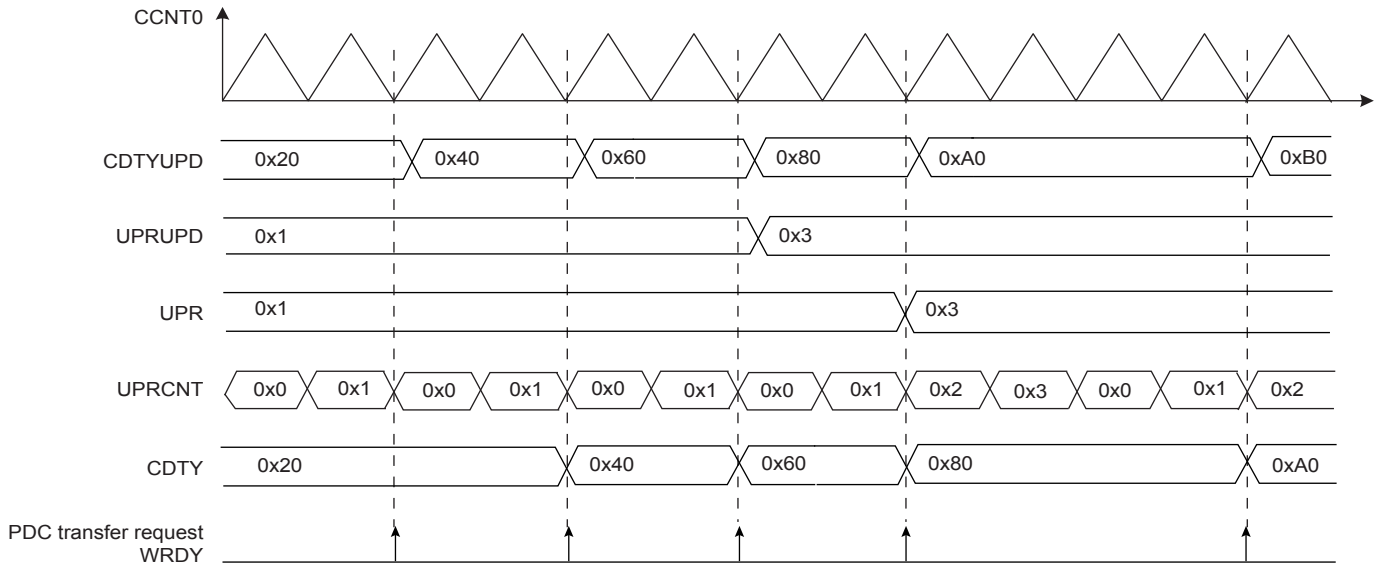 CCNT0
CDTYUPD 0x20 0x40 0x60 0x80 0xA0 0xB0
UPRUPD 0x1 0x3
UPR 0x1 0x3
UPRCNT 0x0 0x1 0x0 0x1 0x0 0x1 0x0 0x1 0x2 0x3 0x0 0x1 0x2
CDTY 0x20 0x40 0x60 0x80 0xA0
PDC transfer request
WRDY